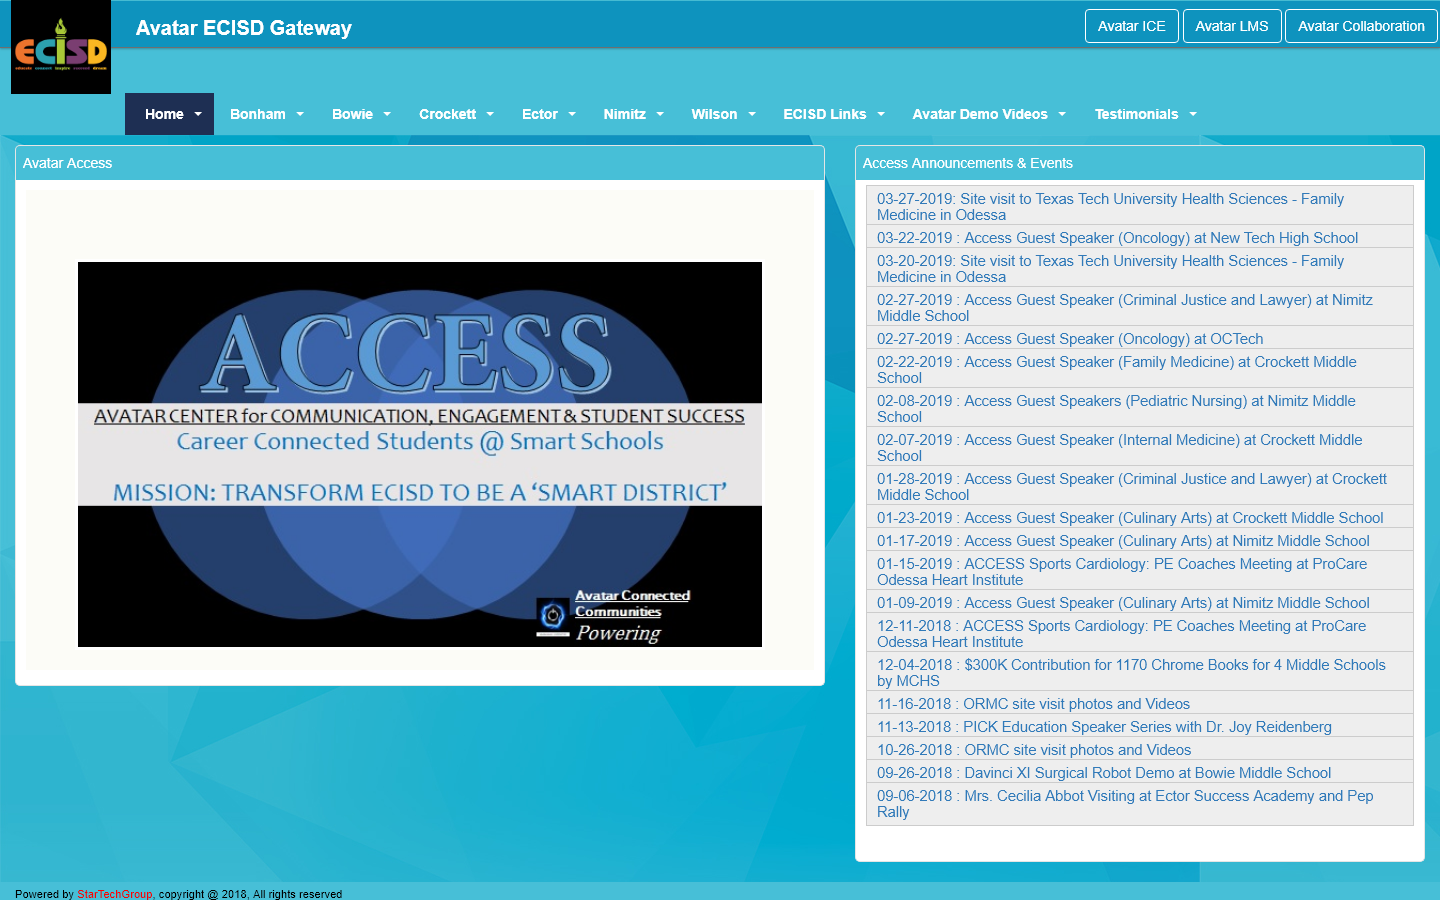 ECISD
Avatar ECISD Gateway
Avatar ICE
Avatar LMS
Avatar Collaboration
Home
Bonham
Bowie
Crockett
Ector
Nimitz
Wilson
ECISD Links
Avatar Demo Videos
Testimonials
Avatar Access
ACCESS
AVATAR CENTER for COMMUNICATION, ENGAGEMENT & STUDENT SUCCESS
Career Connected Students @ Smart Schools
MISSION: TRANSFORM ECISD TO BE A ‘SMART DISTRICT’
Avatar Connected
Communities
Powering
Access Announcements & Events
03-27-2019: Site visit to Texas Tech University Health Sciences - Family
Medicine in Odessa
03-22-2019 : Access Guest Speaker (Oncology) at New Tech High School
03-20-2019: Site visit to Texas Tech University Health Sciences - Family
Medicine in Odessa
02-27-2019 : Access Guest Speaker (Criminal Justice and Lawyer) at Nimitz
Middle School
02-27-2019 : Access Guest Speaker (Oncology) at OCTech
02-22-2019 : Access Guest Speaker (Family Medicine) at Crockett Middle
School
02-08-2019 : Access Guest Speakers (Pediatric Nursing) at Nimitz Middle
School
02-07-2019 : Access Guest Speaker (Internal Medicine) at Crockett Middle
School
01-28-2019 : Access Guest Speaker (Criminal Justice and Lawyer) at Crockett
Middle School
01-23-2019 : Access Guest Speaker (Culinary Arts) at Crockett Middle School
01-17-2019 : Access Guest Speaker (Culinary Arts) at Nimitz Middle School
01-15-2019 : ACCESS Sports Cardiology: PE Coaches Meeting at ProCare
Odessa Heart Institute
01-09-2019 : Access Guest Speaker (Culinary Arts) at Nimitz Middle School
12-11-2018 : ACCESS Sports Cardiology: PE Coaches Meeting at ProCare
Odessa Heart Institute
12-04-2018 : $300K Contribution for 1170 Chrome Books for 4 Middle Schools
by MCHS
11-16-2018 : ORMC site visit photos and Videos
11-13-2018 : PICK Education Speaker Series with Dr. Joy Reidenberg
10-26-2018 : ORMC site visit photos and Videos
09-26-2018 : Davinci XI Surgical Robot Demo at Bowie Middle School
09-06-2018 : Mrs. Cecilia Abbot Visiting at Ector Success Academy and Pep
Rally
Powered by StarTechGroup, copyright @ 2018, All rights reserved